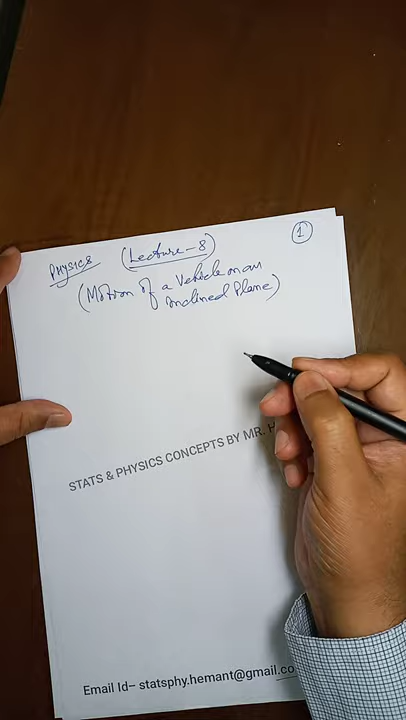 PHYSICS (Lecture-8) 1
(Motion of a Vehicle on an
Inclined Plane)
STATS & PHYSICS CONCEPTS BY MR. H
Email Id– statsphy.hemant@gmail.co